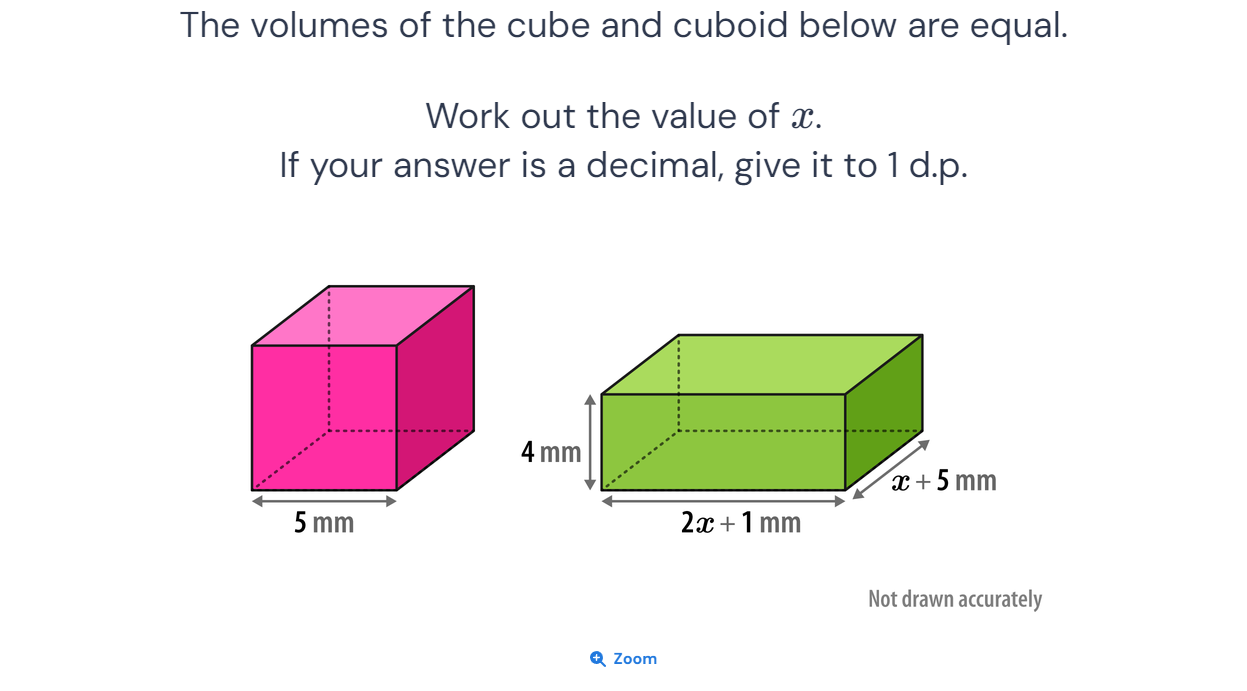 The volumes of the cube and cuboid below are equal.
Work out the value of x.
If your answer is a decimal, give it to 1 d.p.
4 mm
x + 5 mm
5 mm
2x + 1 mm
Not drawn accurately
Zoom